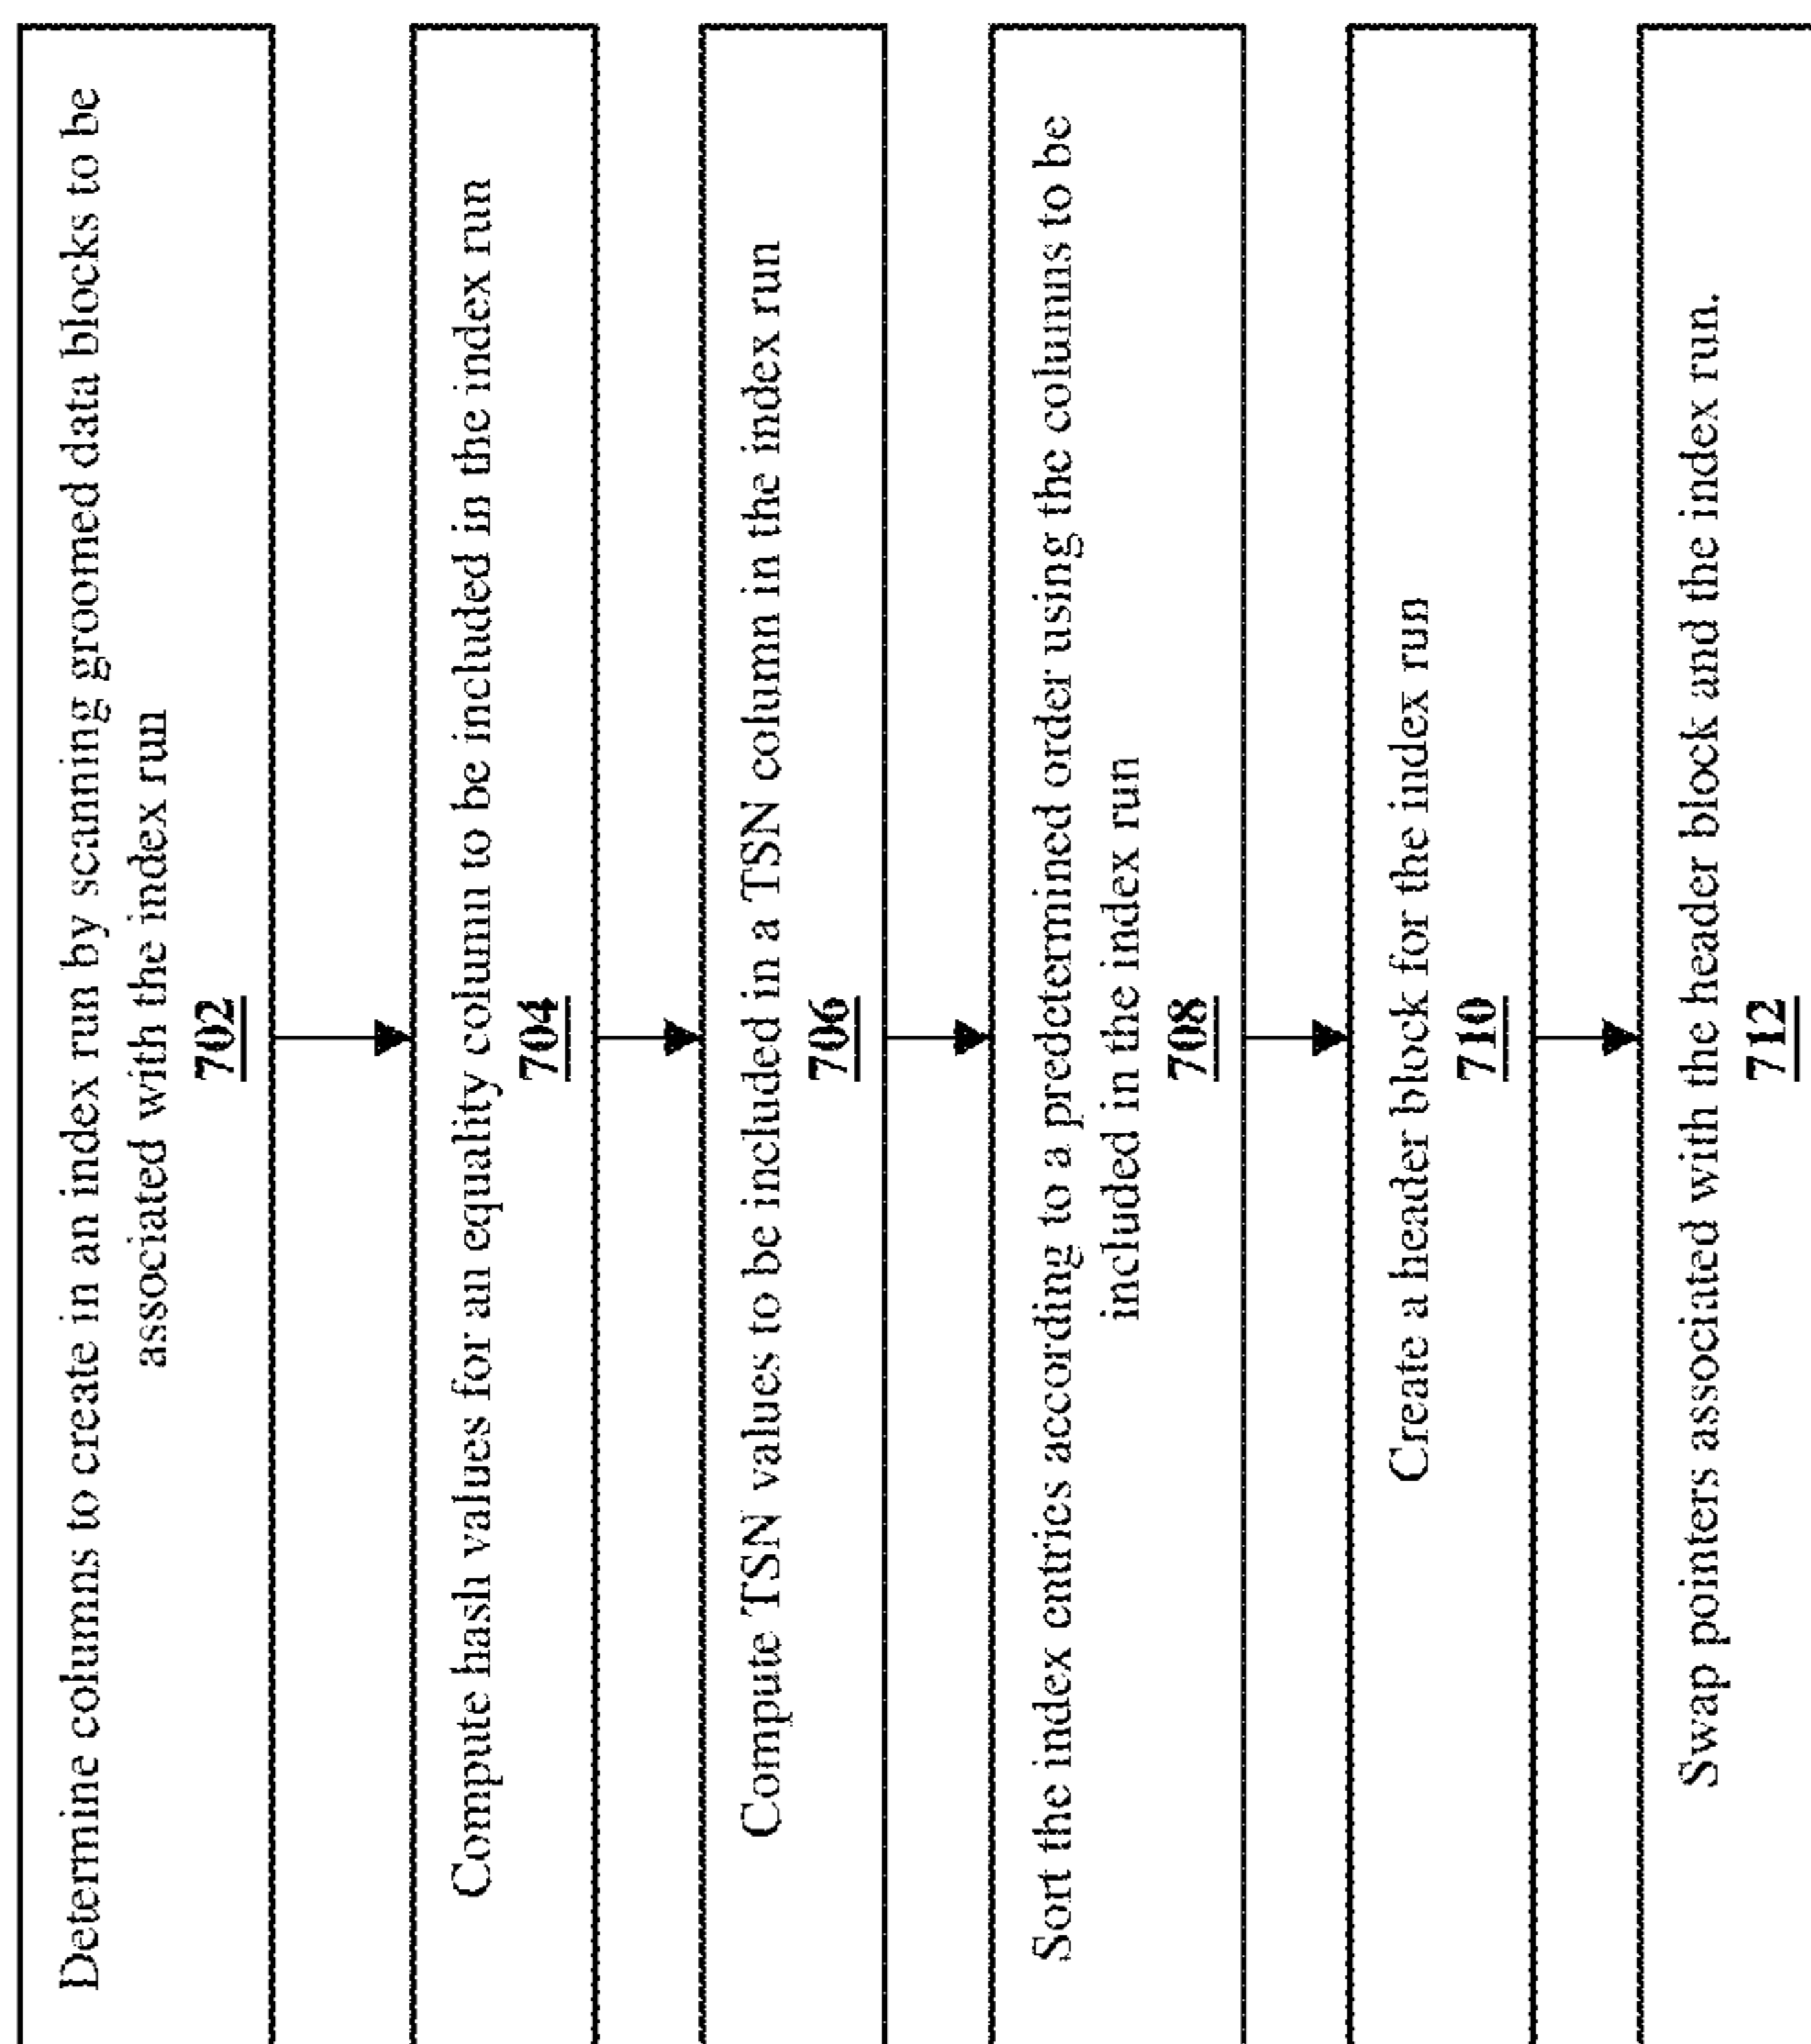 Determine columns to create in an index run by scanning groomed data blocks to be
associated with the index run
702
Compute hash values for an equality column to be included in the index run
704
Compute TSN values to be included in a TSN column in the index run
706
Sort the index entries according to a predetermined order using the columns to be
included in the index run
708
Create a header block for the index run
710
Swap pointers associated with the header block and the index run.
712